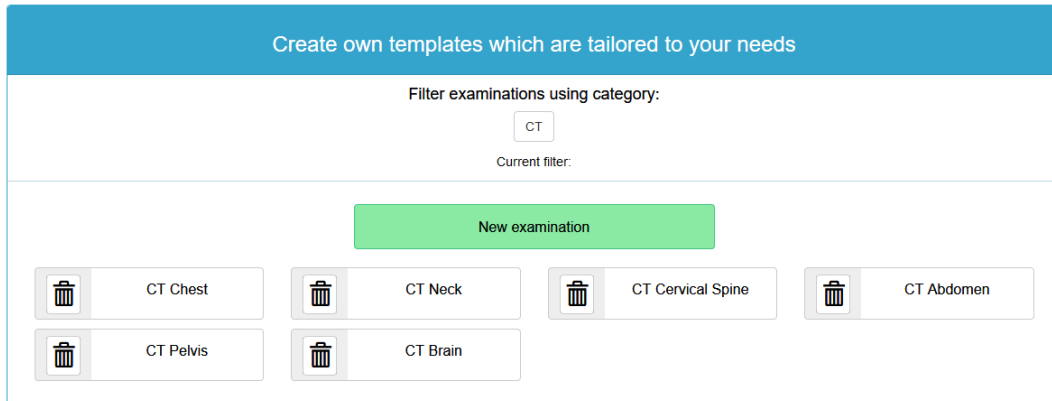 Create own templates which are tailored to your needs
Filter examinations using category:
CT
Current filter:
New examination
CT Chest
CT Neck
CT Cervical Spine
CT Abdomen
CT Pelvis
CT Brain